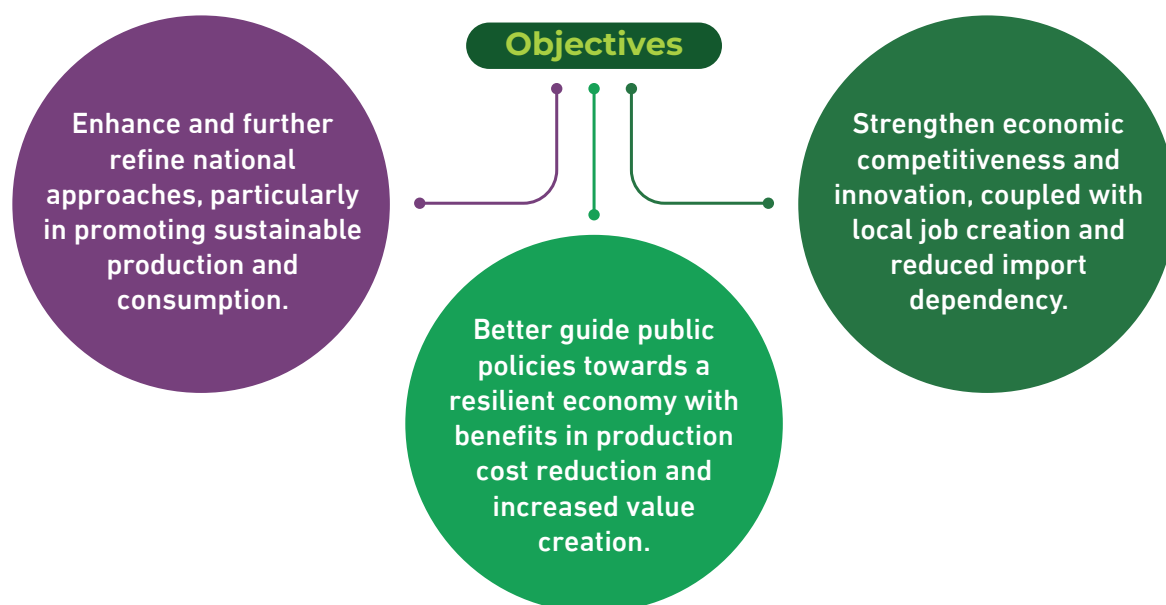 Objectives
Enhance and further
refine national
approaches, particularly
in promoting sustainable
production and
consumption.
Better guide public
policies towards a
resilient economy with
benefits in production
cost reduction and
increased value
creation.
Strengthen economic
competitiveness and
innovation, coupled with
local job creation and
reduced import
dependency.